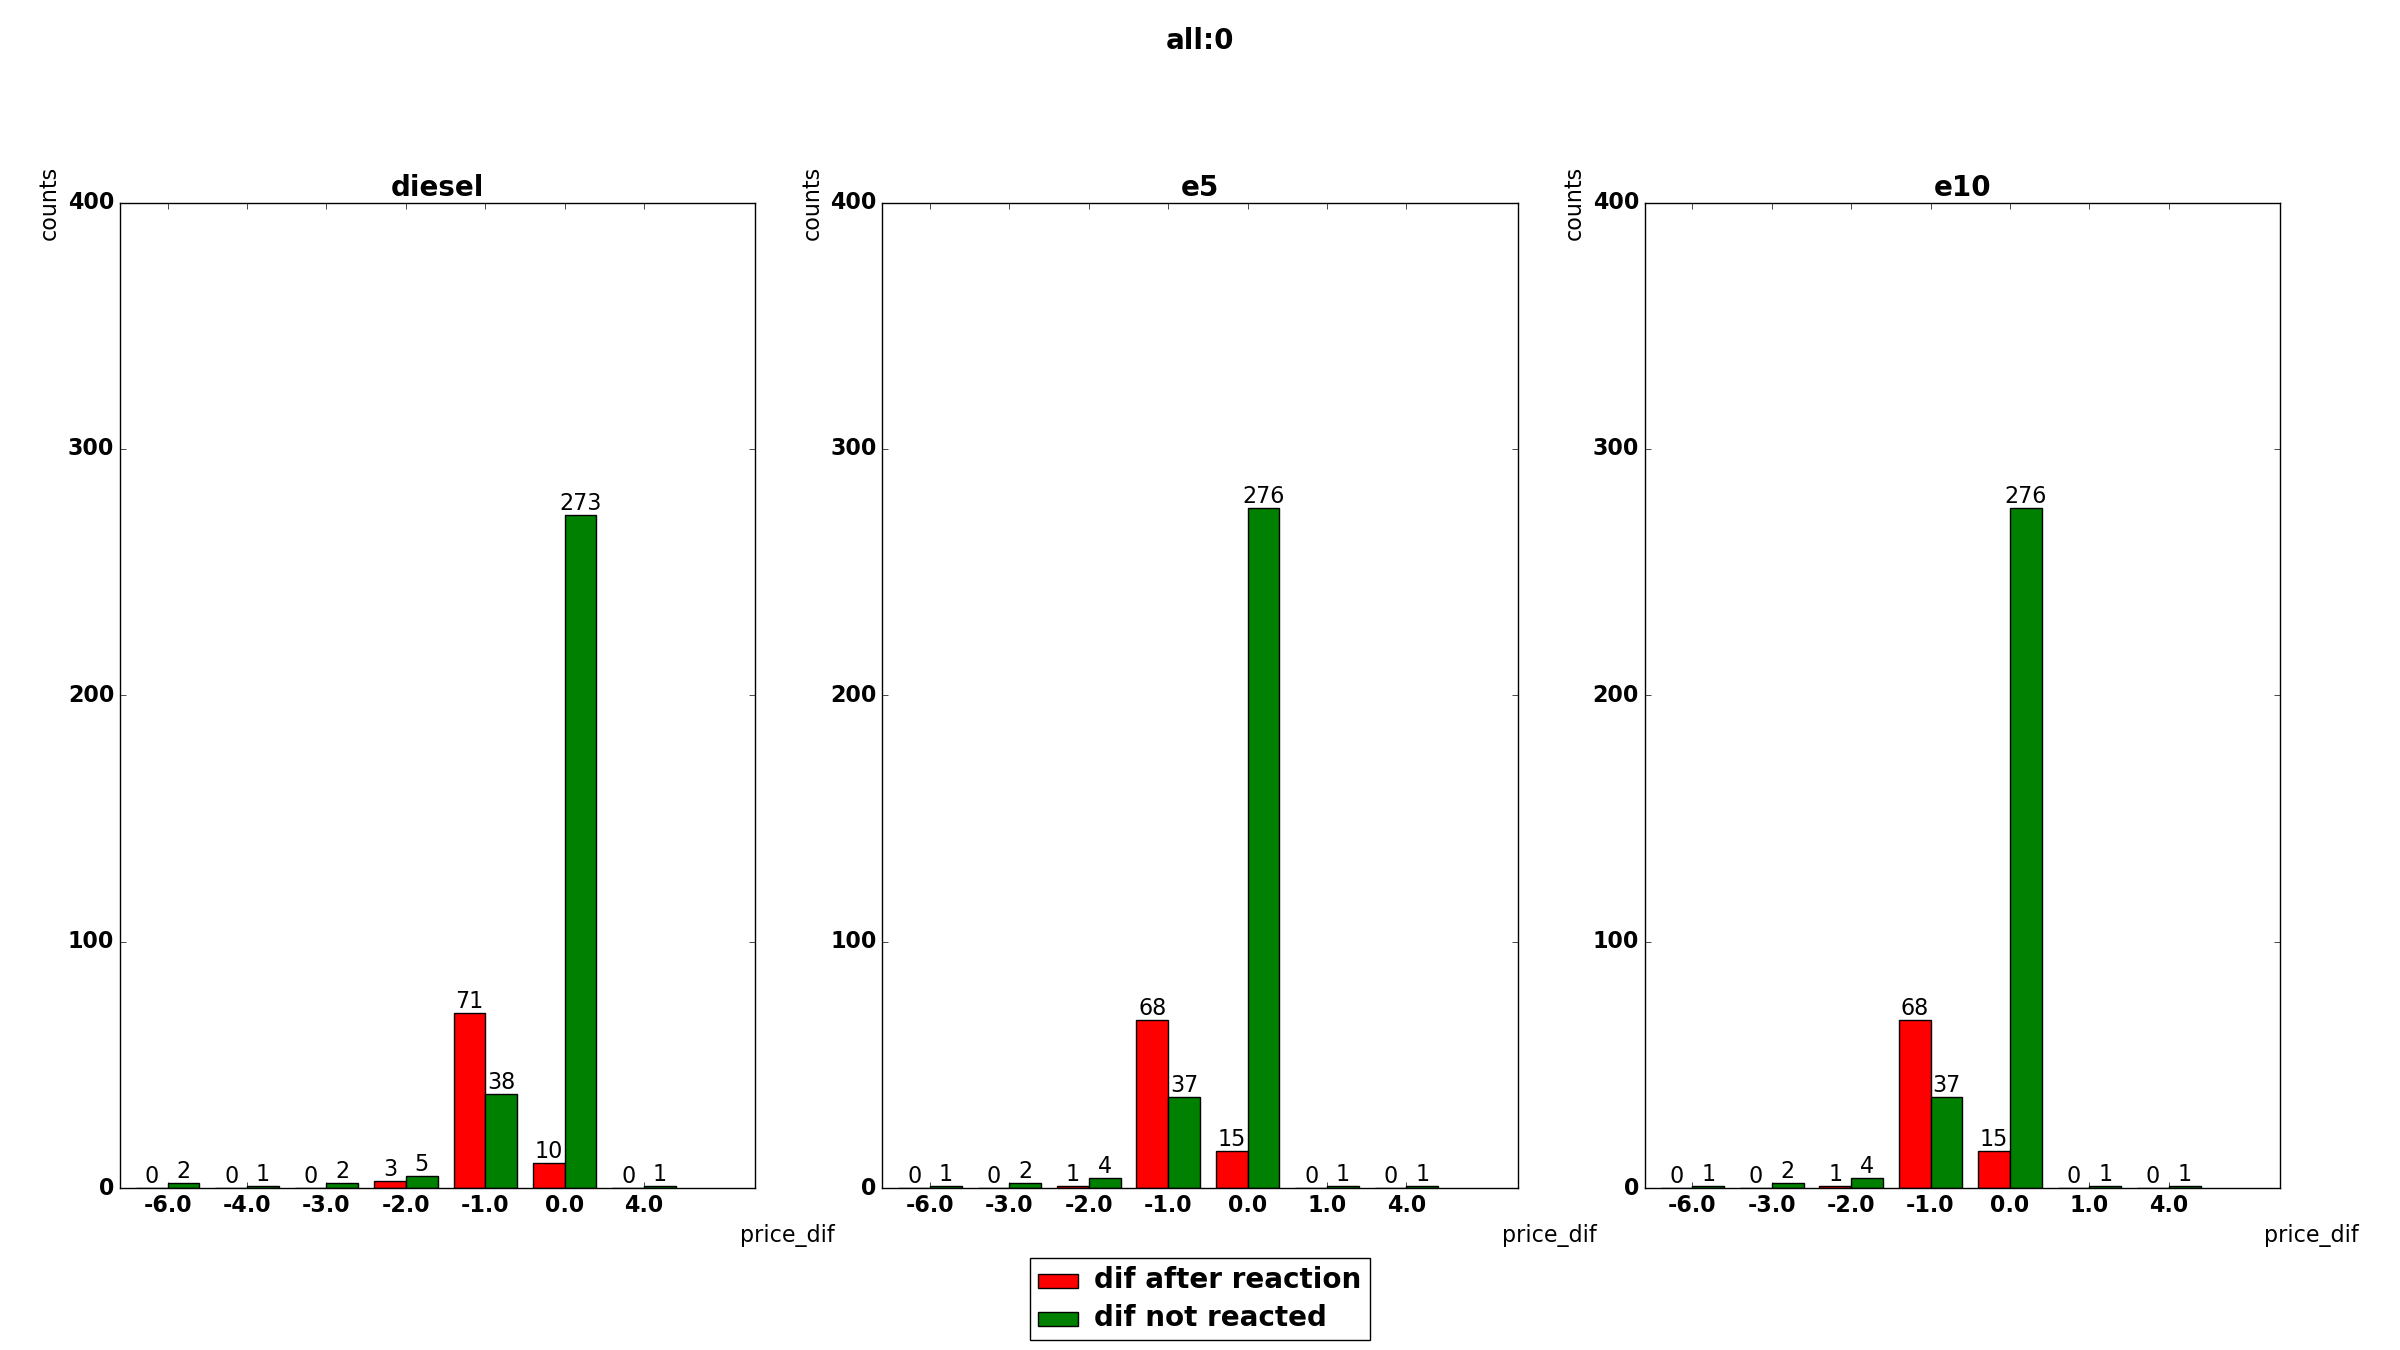 all:0
diesel
counts
400
300
200
100
0
0 2 0 1 0 2 3 5 71 38 10 273 0 1
-6.0 -4.0 -3.0 -2.0 -1.0 0.0 4.0
price_dif
e5
counts
400
300
200
100
0
0 1 0 2 1 4 68 37 15 276 0 1 0 1
-6.0 -3.0 -2.0 -1.0 0.0 1.0 4.0
price_dif
e10
counts
400
300
200
100
0
0 1 0 2 1 4 68 37 15 276 0 1 0 1
-6.0 -3.0 -2.0 -1.0 0.0 1.0 4.0
price_dif
dif after reaction
dif not reacted